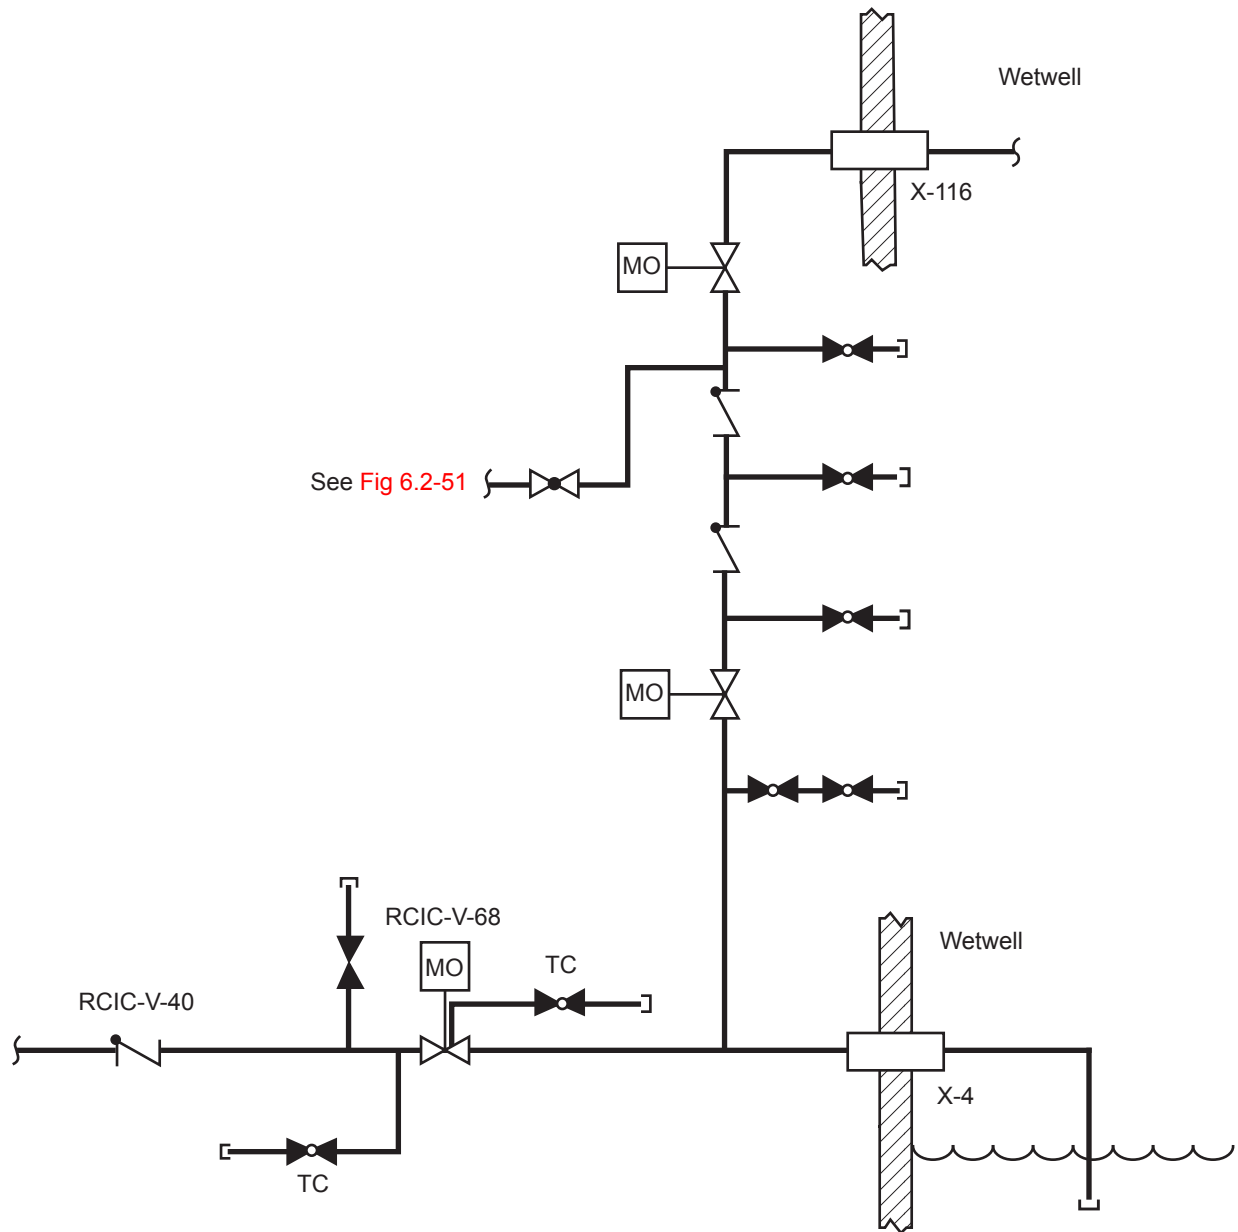 Wetwell
X-116
MO
See Fig 6.2-51
MO
RCIC-V-68
Wetwell
MO
TC
RCIC-V-40
X-4
TC